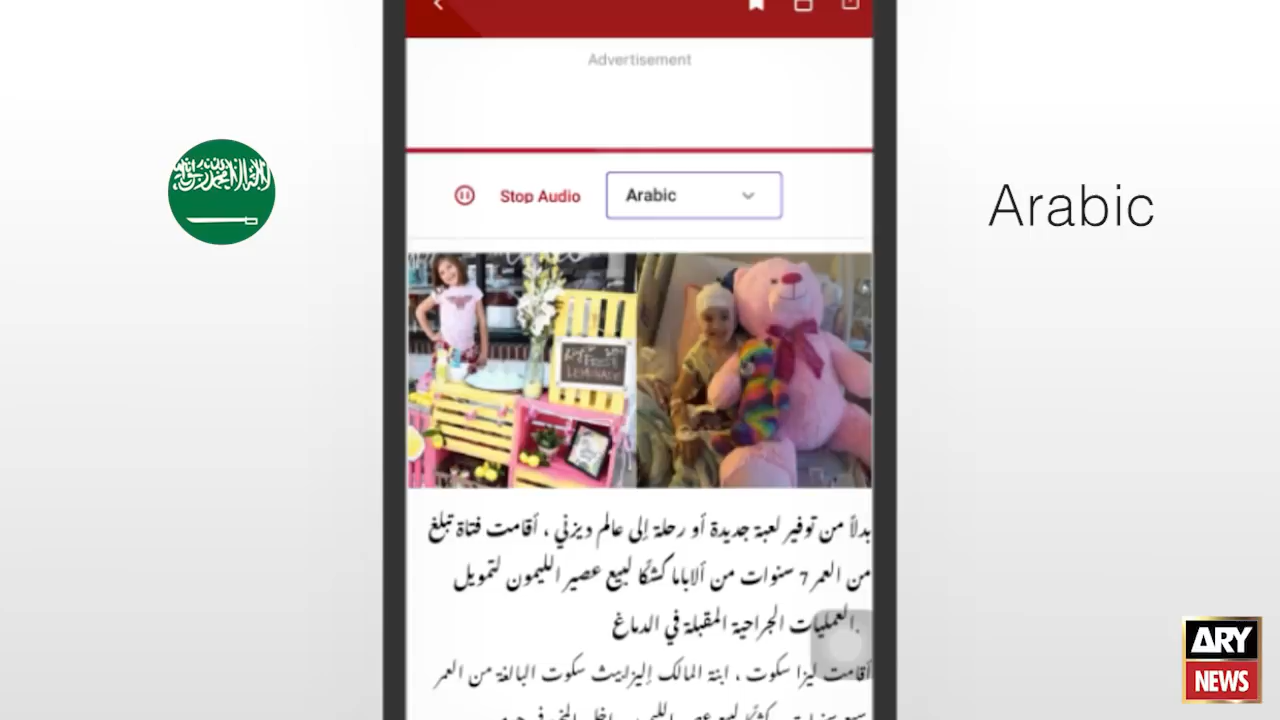 Advertisement
Stop Audio
Arabic
Arabic
FRESH
LEMONADE
بدلاً من توفير لعبة جديدة أو رحلة إلى عالم ديزني ، أقامت فتاة تبلغ
من العمر 7 سنوات من ألاباما كشكًا لبيع عصير الليمون لتمويل
العمليات الجراحية المقبلة في الدماغ.
أقامت ليزا سكوت ، ابنة المالك إليزابيث سكوت البالغة من العمر
ARY
NEWS